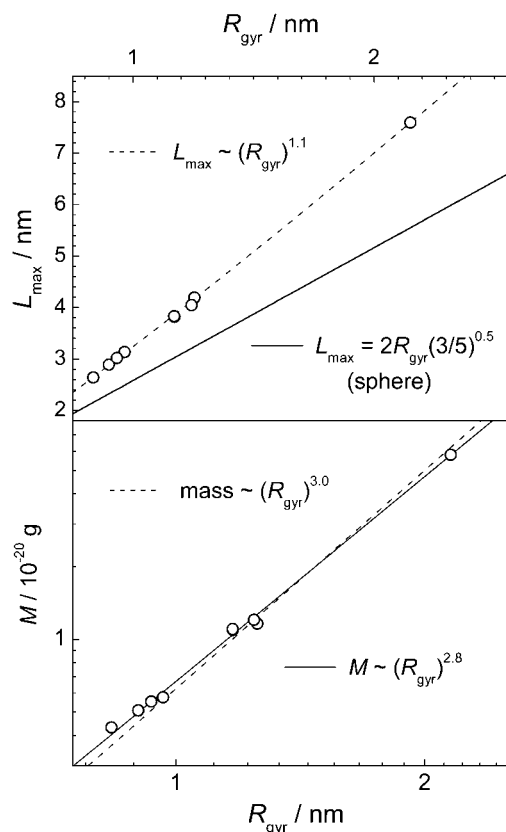 R_gyr / nm
1 2
8
7
6
5
4
3
2
L_max / nm
L_max ~ (R_gyr)^1.1
L_max = 2R_gyr(3/5)^0.5
(sphere)
mass ~ (R_gyr)^3.0
M / 10^-20 g
1
M ~ (R_gyr)^2.8
1 2
R_gyr / nm